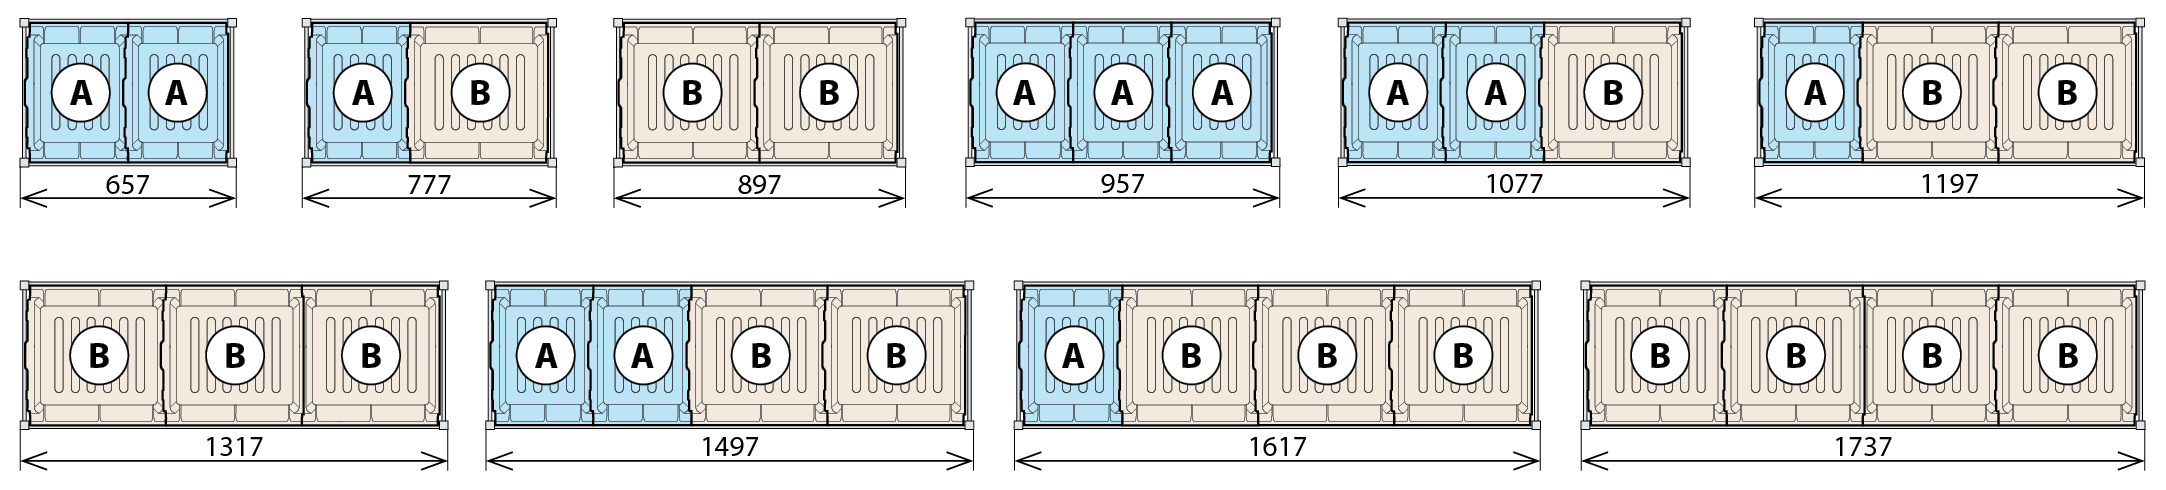 A A A B B B A A A A A B A B B
657 777 897 957 1077 1197
B B B A A B B A B B B B B B B
1317 1497 1617 1737